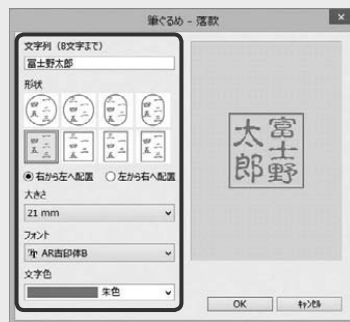 筆ぐるめ - 落款
×
文字列 (8文字まで)
冨士野太郎
形状
右から左へ配置 左から右へ配置
大きさ
21 mm
フォント
AR吉印体B
文字色
朱色
冨士野
太郎
OK キャンセル